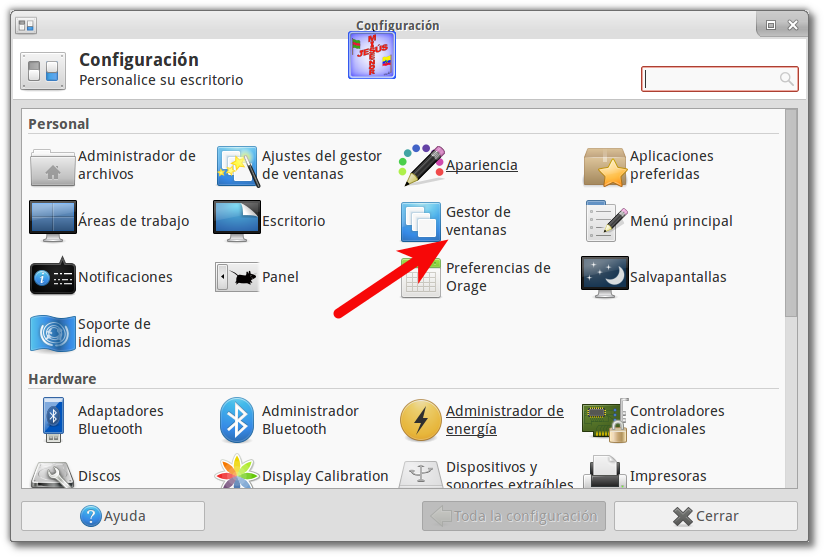 Configuración
Configuración
Personalice su escritorio
MILTON
JESÚS
Personal
Administrador de
archivos
Ajustes del gestor
de ventanas
Apariencia
Aplicaciones
preferidas
Áreas de trabajo
Escritorio
Gestor de
ventanas
Menú principal
Notificaciones
Panel
Preferencias de
Orage
Salvapantallas
Soporte de
idiomas
Hardware
Adaptadores
Bluetooth
Administrador
Bluetooth
Administrador de
energía
Controladores
adicionales
Discos
Display Calibration
Dispositivos y
soportes extraíbles
Impresoras
Ayuda
Toda la configuración
Cerrar